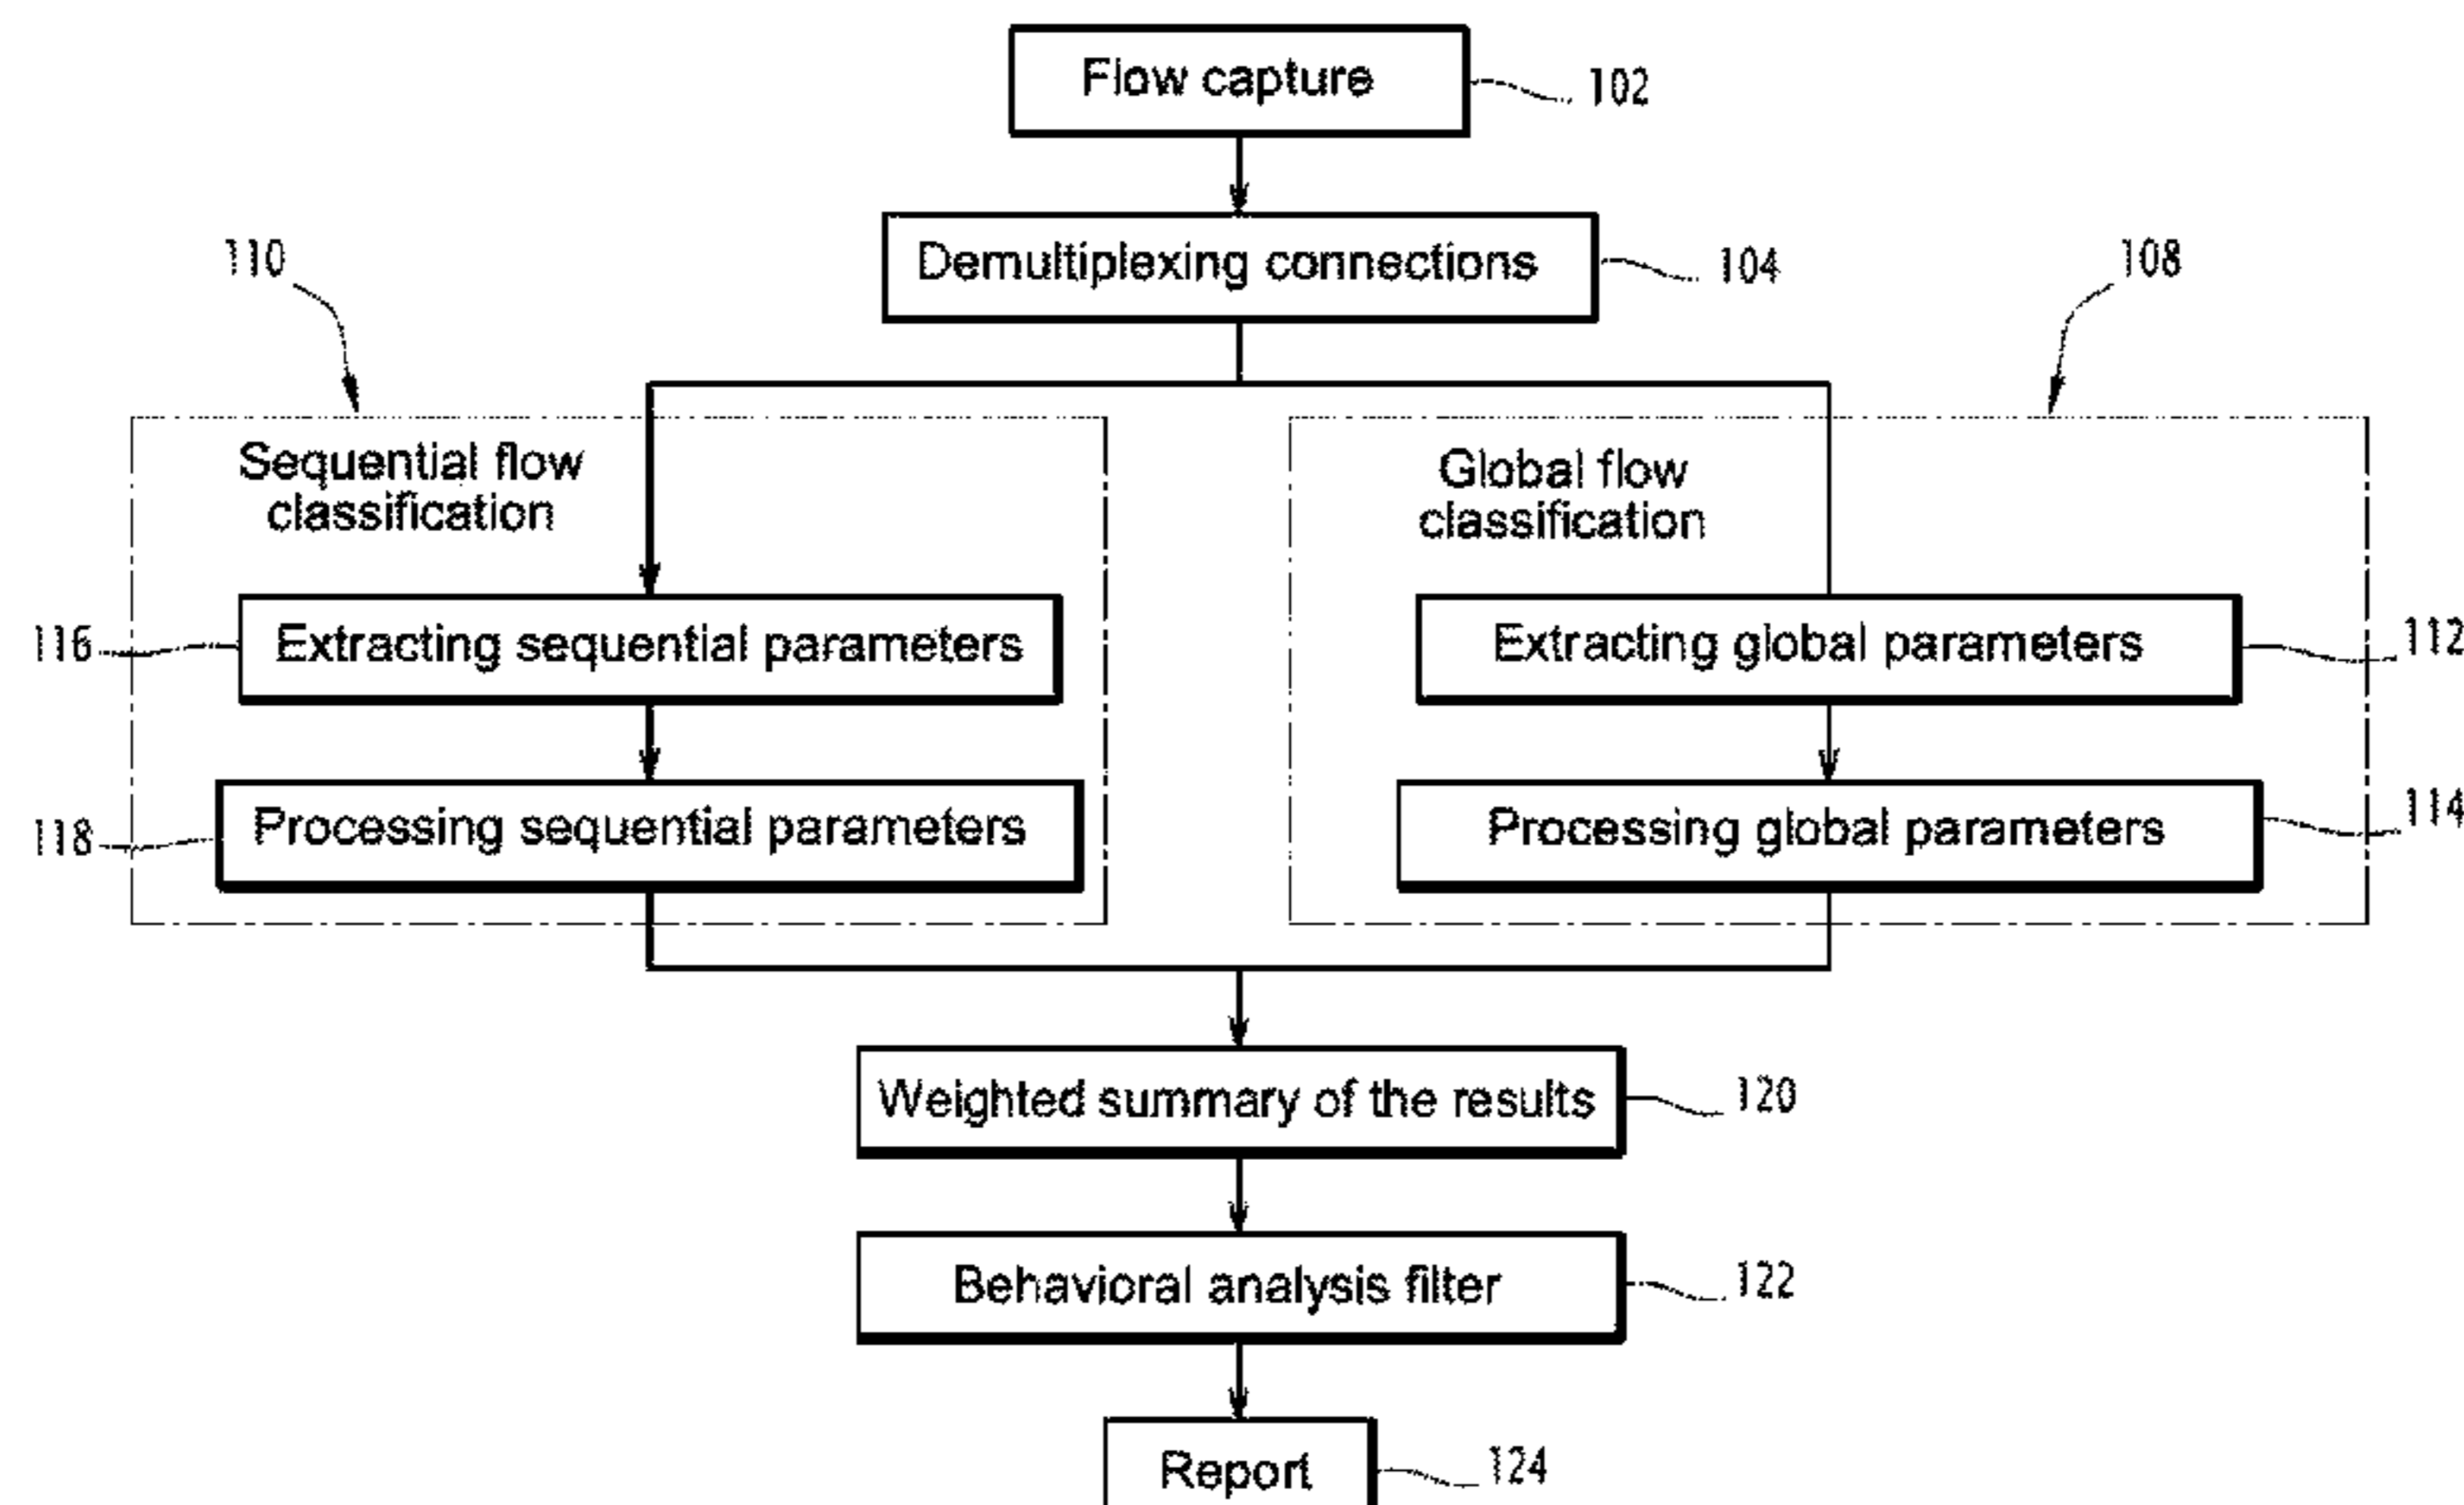 Flow capture
102
Demultiplexing connections
104
110
108
Sequential flow
classification
Global flow
classification
116
Extracting sequential parameters
Extracting global parameters
112
118
Processing sequential parameters
Processing global parameters
114
Weighted summary of the results
120
Behavioral analysis filter
122
Report
124